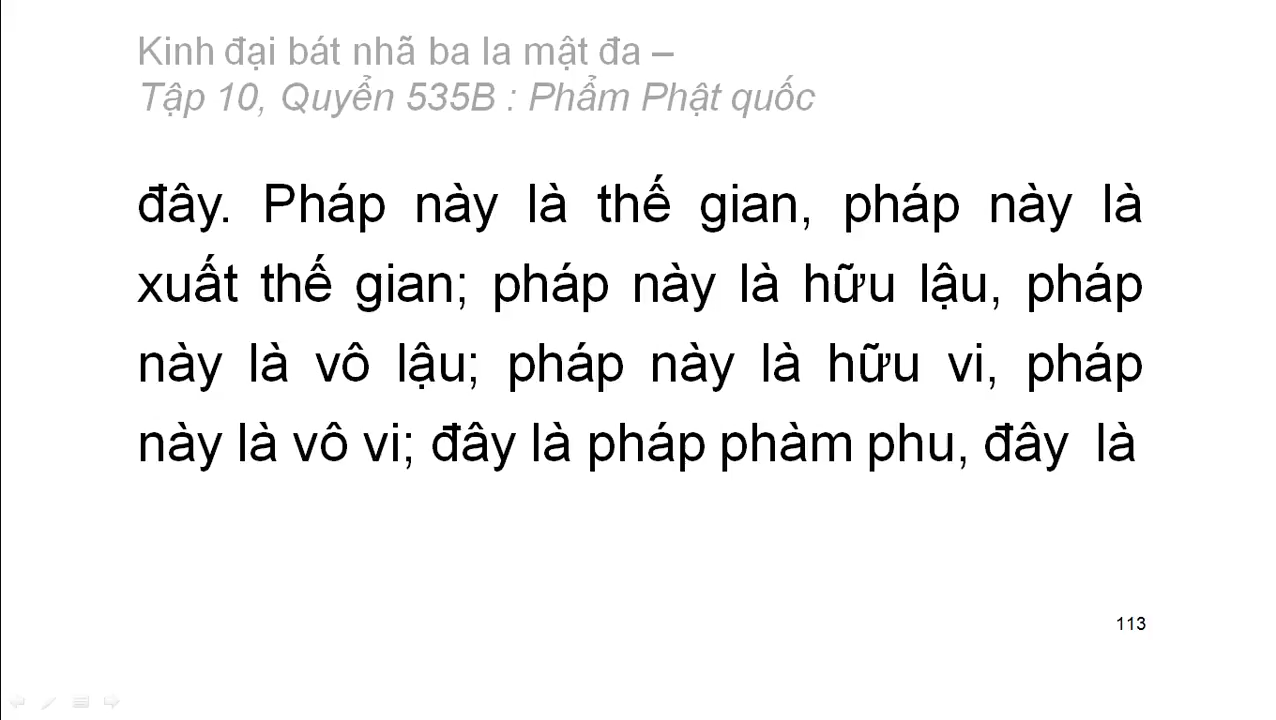 Kinh đại bát nhã ba la mật đa –
Tập 10, Quyển 535B : Phẩm Phật quốc
đây. Pháp này là thế gian, pháp này là
xuất thế gian; pháp này là hữu lậu, pháp
này là vô lậu; pháp này là hữu vi, pháp
này là vô vi; đây là pháp phàm phu, đây là
113